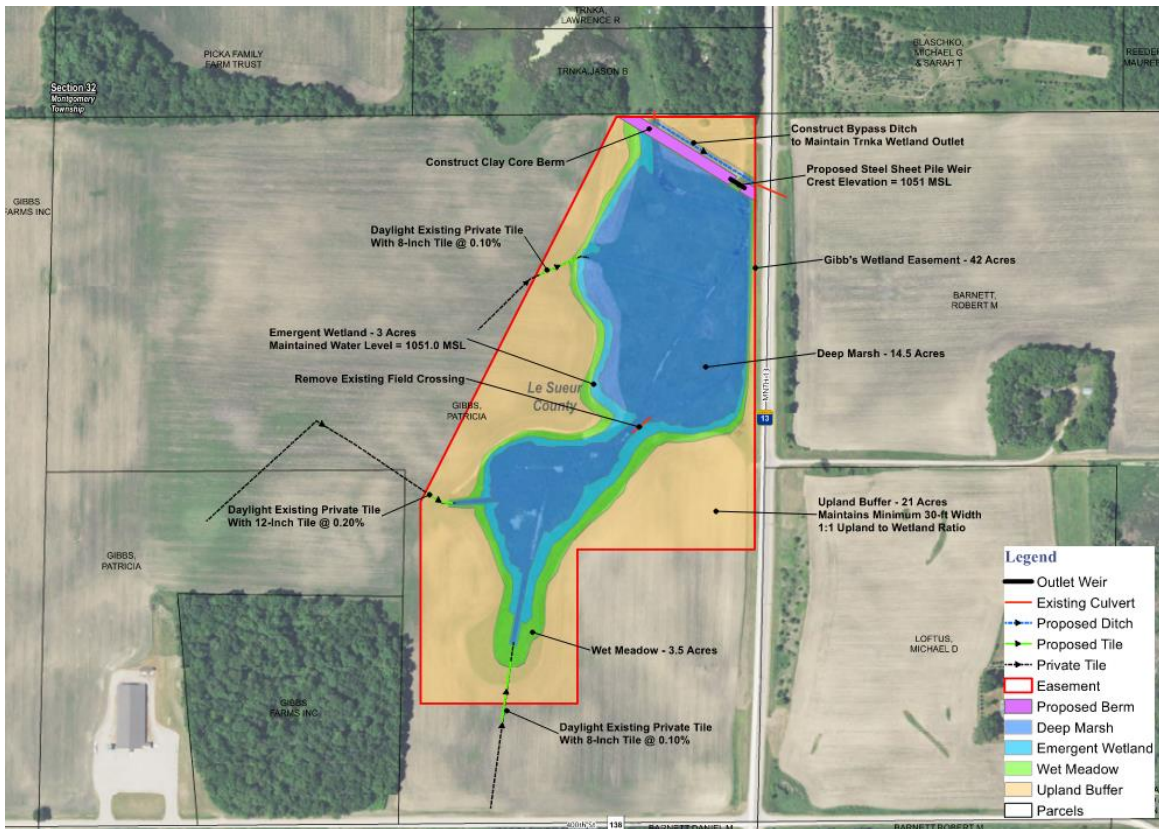 TRNKA,
LAWRENCE R
PICKA FAMILY
FARM TRUST
BLASCHKO,
MICHAEL G
& SARAH T
REEDER
MAURE
TRNKA,JASON B
Section 32
Montgomery
Township
Construct Bypass Ditch
to Maintain Trnka Wetland Outlet
Construct Clay Core Berm
Proposed Steel Sheet Pile Weir
Crest Elevation = 1051 MSL
GIBBS
FARMS INC
Daylight Existing Private Tile
With 8-Inch Tile @ 0.10%
Gibb's Wetland Easement - 42 Acres
BARNETT,
ROBERT M
Emergent Wetland - 3 Acres
Maintained Water Level = 1051.0 MSL
Deep Marsh - 14.5 Acres
Remove Existing Field Crossing
Le Sueur
County
GIBBS,
PATRICIA
13
Daylight Existing Private Tile
With 12-Inch Tile @ 0.20%
Upland Buffer - 21 Acres
Maintains Minimum 30-ft Width
1:1 Upland to Wetland Ratio
GIBBS,
PATRICIA
Legend
Outlet Weir
Existing Culvert
Proposed Ditch
Proposed Tile
Private Tile
Easement
Proposed Berm
Deep Marsh
Emergent Wetland
Wet Meadow
Upland Buffer
Parcels
LOFTUS,
MICHAEL D
Wet Meadow - 3.5 Acres
GIBBS
FARMS INC
Daylight Existing Private Tile
With 8-Inch Tile @ 0.10%
400th St
138
BARNETT DANIEL M
BARNETT ROBERT M